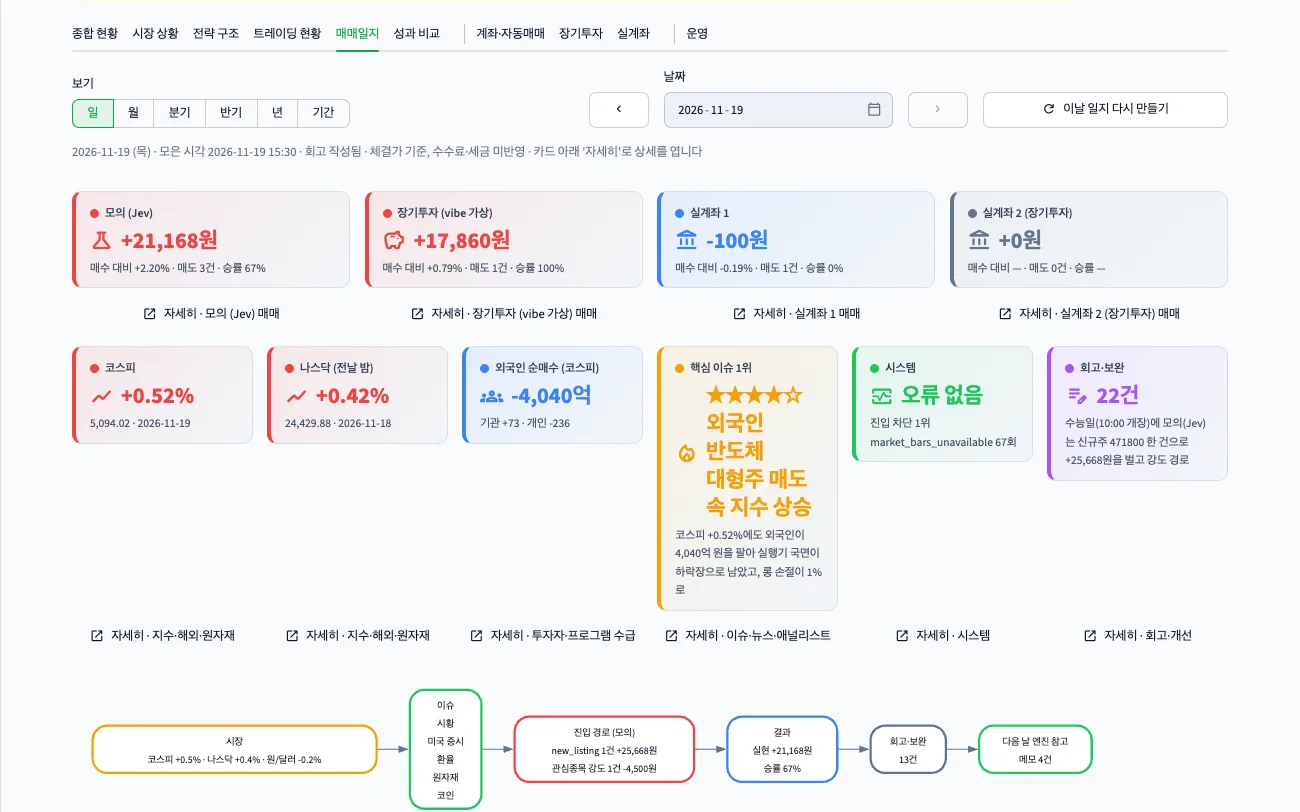 종합 현황 시장 상황 전략 구조 트레이딩 현황 매매일지 성과 비교 계좌·자동매매 장기투자 실계좌 운영
보기
날짜
일 월 분기 반기 년 기간
2026-11-19
이날 일지 다시 만들기
2026-11-19 (목) · 모은 시각 2026-11-19 15:30 · 회고 작성됨 · 체결가 기준, 수수료·세금 미반영 · 카드 아래 '자세히'로 상세를 엽니다
모의 (Jev)
+21,168원
매수 대비 +2.20% · 매도 3건 · 승률 67%
장기투자 (vibe 가상)
+17,860원
매수 대비 +0.79% · 매도 1건 · 승률 100%
실계좌 1
-100원
매수 대비 -0.19% · 매도 1건 · 승률 0%
실계좌 2 (장기투자)
+0원
매수 대비 — · 매도 0건 · 승률 —
자세히 · 모의 (Jev) 매매
자세히 · 장기투자 (vibe 가상) 매매
자세히 · 실계좌 1 매매
자세히 · 실계좌 2 (장기투자) 매매
코스피
+0.52%
5,094.02 · 2026-11-19
나스닥 (전날 밤)
+0.42%
24,429.88 · 2026-11-18
외국인 순매수 (코스피)
-4,040억
기관 +73 · 개인 -236
핵심 이슈 1위
★★★★☆
외국인
반도체
대형주 매도
속 지수 상승
코스피 +0.52%에도 외국인이
4,040억 원을 팔아 실행기 국면이
하락장으로 남았고, 롱 손절이 1%
로
시스템
오류 없음
진입 차단 1위
market_bars_unavailable 67회
회고·보완
22건
수능일(10:00 개장)에 모의(Jev)
는 신규주 471800 한 건으로
+25,668원을 벌고 강도 경로
자세히 · 지수·해외·원자재
자세히 · 지수·해외·원자재
자세히 · 투자자·프로그램 수급
자세히 · 이슈·뉴스·애널리스트
자세히 · 시스템
자세히 · 회고·개선
시장
코스피 +0.5% · 나스닥 +0.4% · 원/달러 -0.2%
이슈
시황
미국 증시
환율
원자재
코인
진입 경로 (모의)
new_listing 1건 +25,668원
관심종목 강도 1건 -4,500원
결과
실현 +21,168원
승률 67%
회고·보완
13건
다음 날 엔진 참고
메모 4건